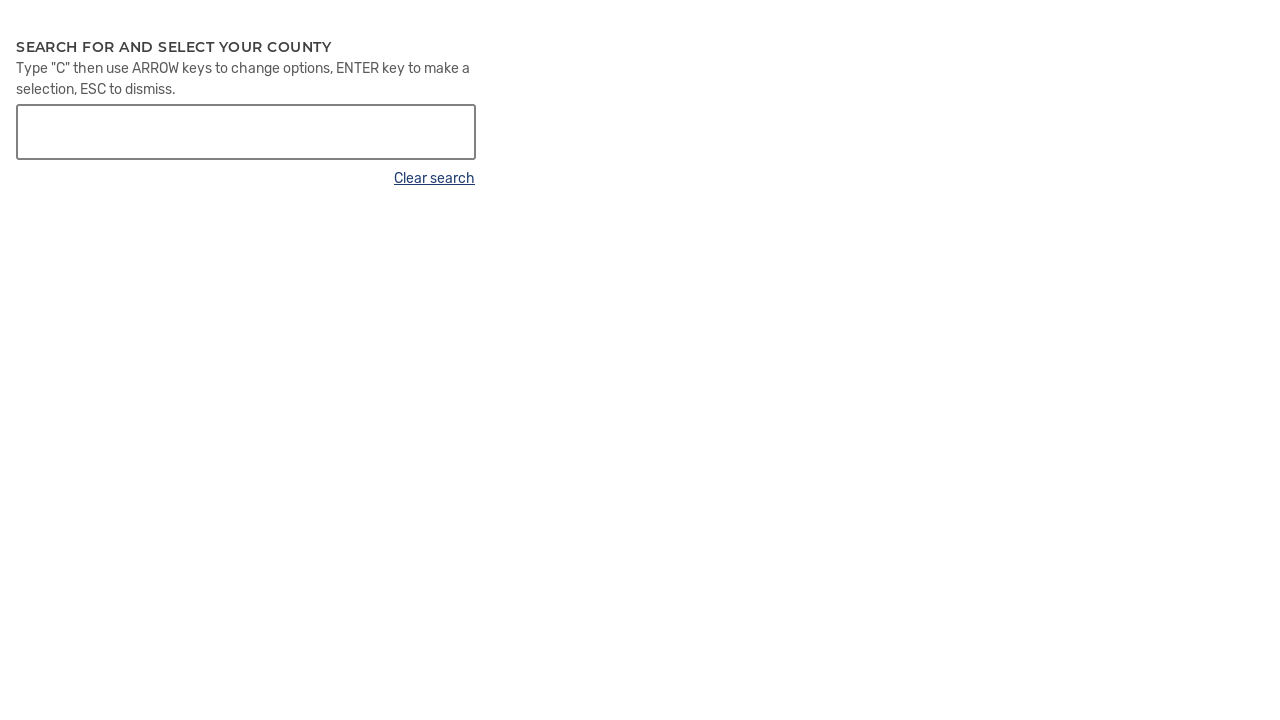 SEARCH FOR AND SELECT YOUR COUNTY
Type "C" then use ARROW keys to change options, ENTER key to make a
selection, ESC to dismiss.
Clear search